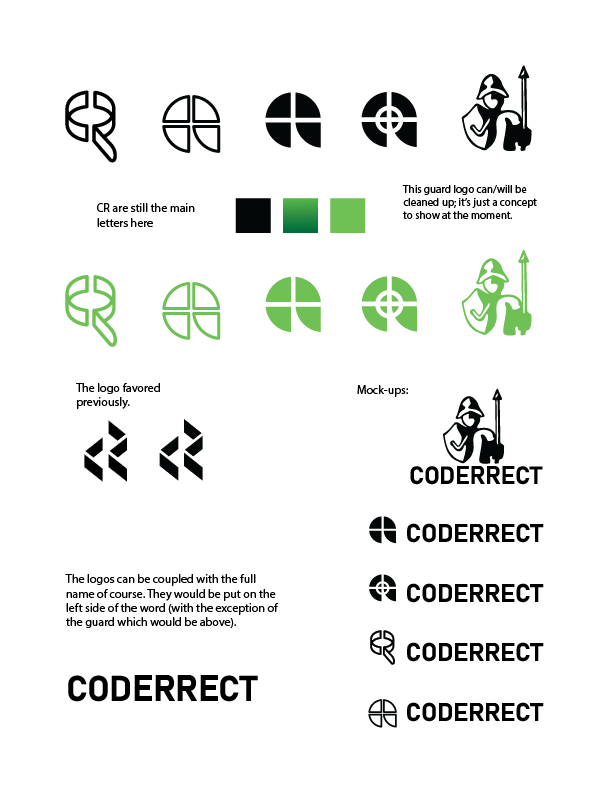 CR are still the main
letters here
This guard logo can/will be
cleaned up; it's just a concept
to show at the moment.
The logo favored
previously.
Mock-ups:
CODERRECT
CODERRECT
CODERRECT
The logos can be coupled with the full
name of course. They would be put on the
left side of the word (with the exception of
the guard which would be above).
CODERRECT
CODERRECT
CODERRECT